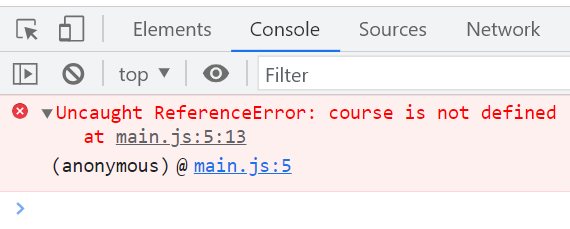 Elements Console Sources Network
top Filter
Uncaught ReferenceError: course is not defined
at main.js:5:13
(anonymous) @ main.js:5